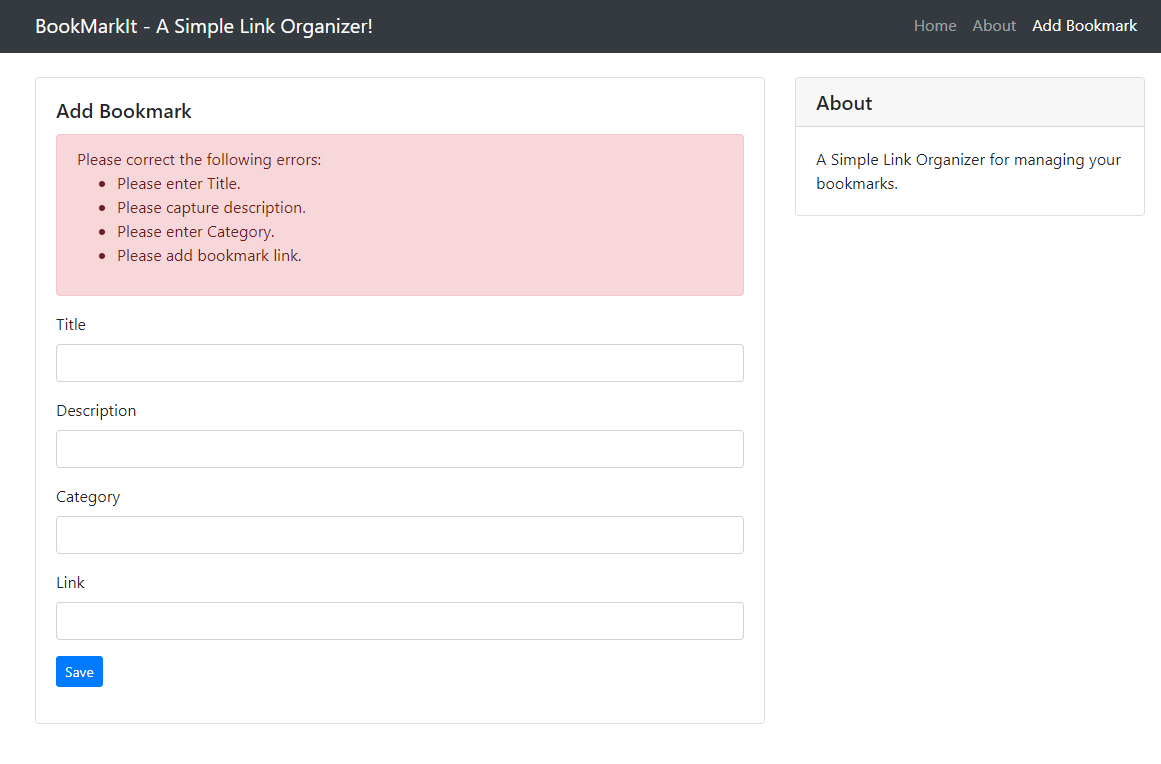 BookMarkIt - A Simple Link Organizer!
Home About Add Bookmark
Add Bookmark
Please correct the following errors:
Please enter Title.
Please capture description.
Please enter Category.
Please add bookmark link.
Title
Description
Category
Link
Save
About
A Simple Link Organizer for managing your
bookmarks.